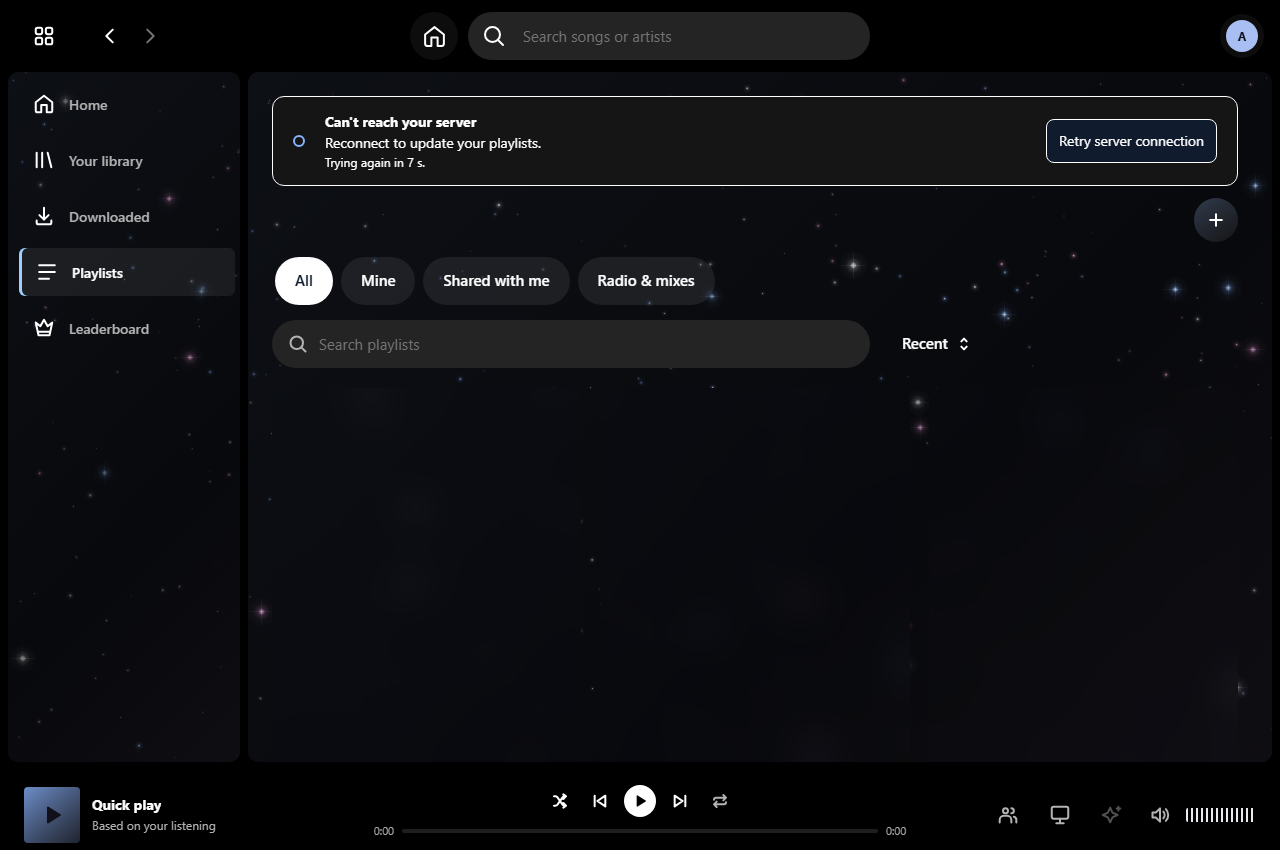 Search songs or artists
A
Home
Your library
Downloaded
Playlists
Leaderboard
Can't reach your server
Reconnect to update your playlists.
Trying again in 7 s.
Retry server connection
All
Mine
Shared with me
Radio & mixes
Search playlists
Recent
Quick play
Based on your listening
0:00
0:00